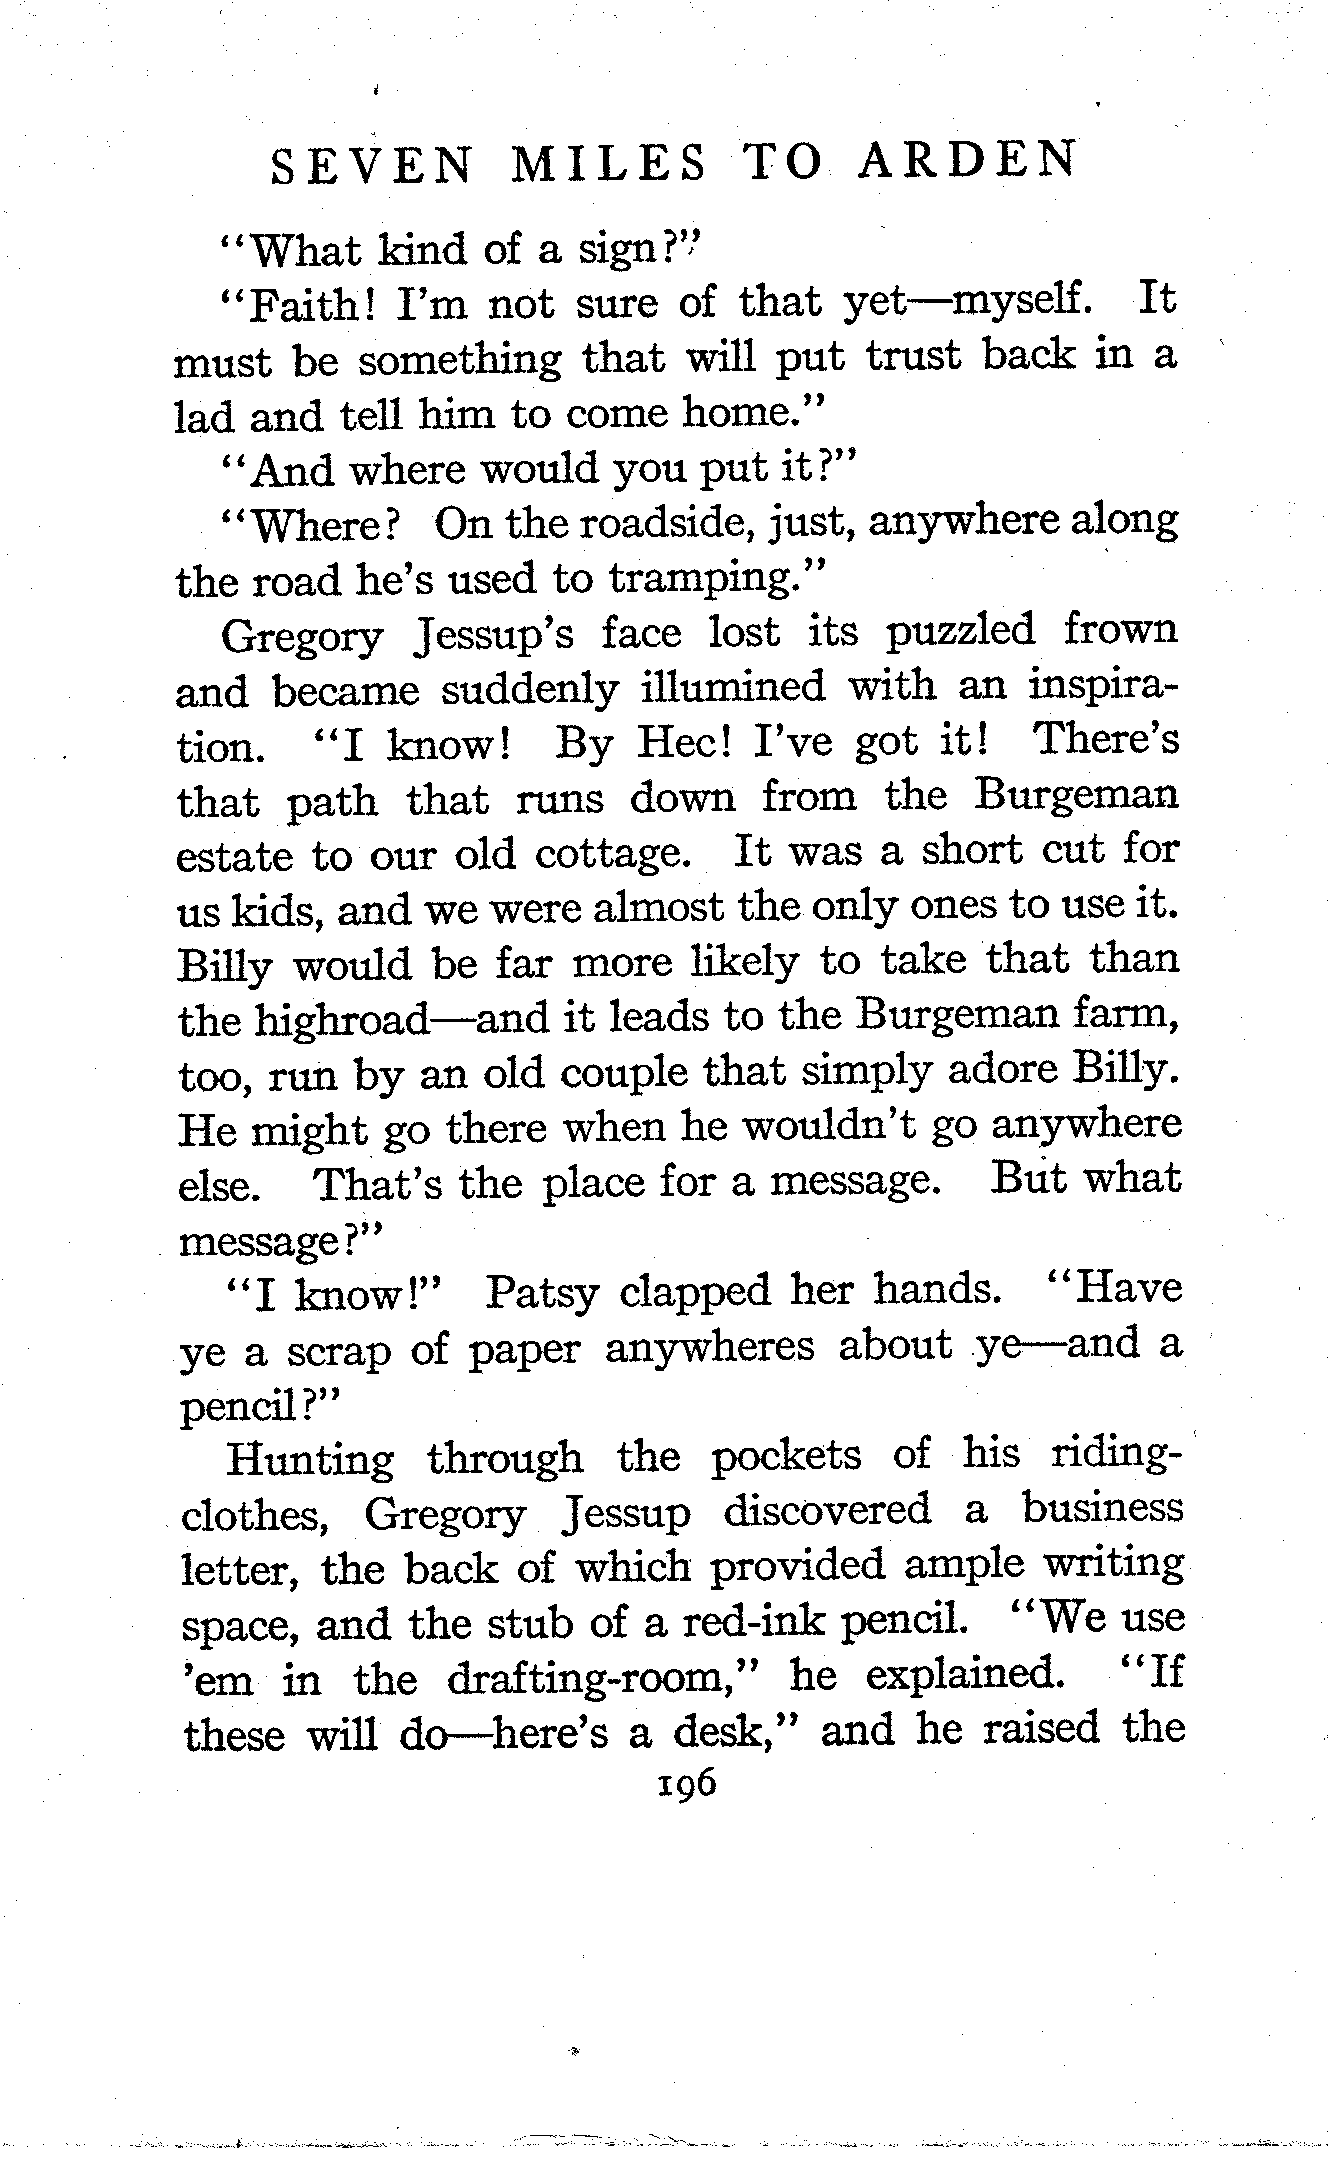 SEVEN MILES TO ARDEN
“What kind of a sign?”
“Faith! I’m not sure of that yet—myself. It
must be something that will put trust back in a
lad and tell him to come home.”
“And where would you put it?”
“Where? On the roadside, just, anywhere along
the road he’s used to tramping.”
Gregory Jessup’s face lost its puzzled frown
and became suddenly illumined with an inspira-
tion. “I know! By Hec! I’ve got it! There’s
that path that runs down from the Burgeman
estate to our old cottage. It was a short cut for
us kids, and we were almost the only ones to use it.
Billy would be far more likely to take that than
the highroad—and it leads to the Burgeman farm,
too, run by an old couple that simply adore Billy.
He might go there when he wouldn’t go anywhere
else. That’s the place for a message. But what
message?”
“I know!” Patsy clapped her hands. “Have
ye a scrap of paper anywheres about ye—and a
pencil?”
Hunting through the pockets of his riding-
clothes, Gregory Jessup discovered a business
letter, the back of which provided ample writing
space, and the stub of a red-ink pencil. “We use
’em in the drafting-room,” he explained. “If
these will do—here’s a desk,” and he raised the
196